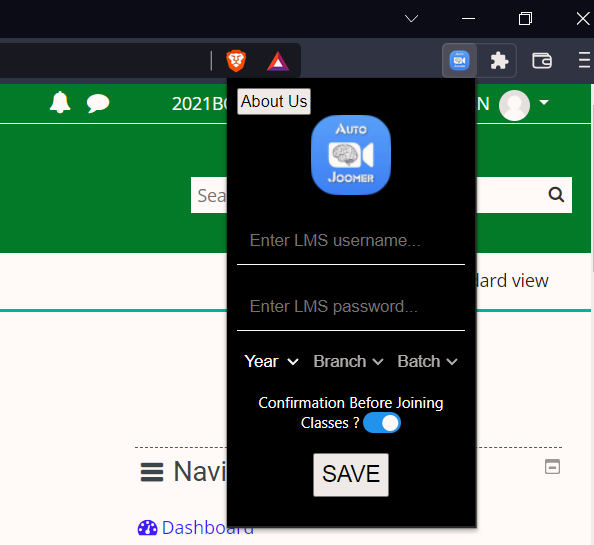 2021BC
N
About Us
AUTO
JOOMER
Sea
Enter LMS username...
dard view
Enter LMS password...
Year Branch Batch
Confirmation Before Joining
Classes ?
SAVE
Navi
Dashboard